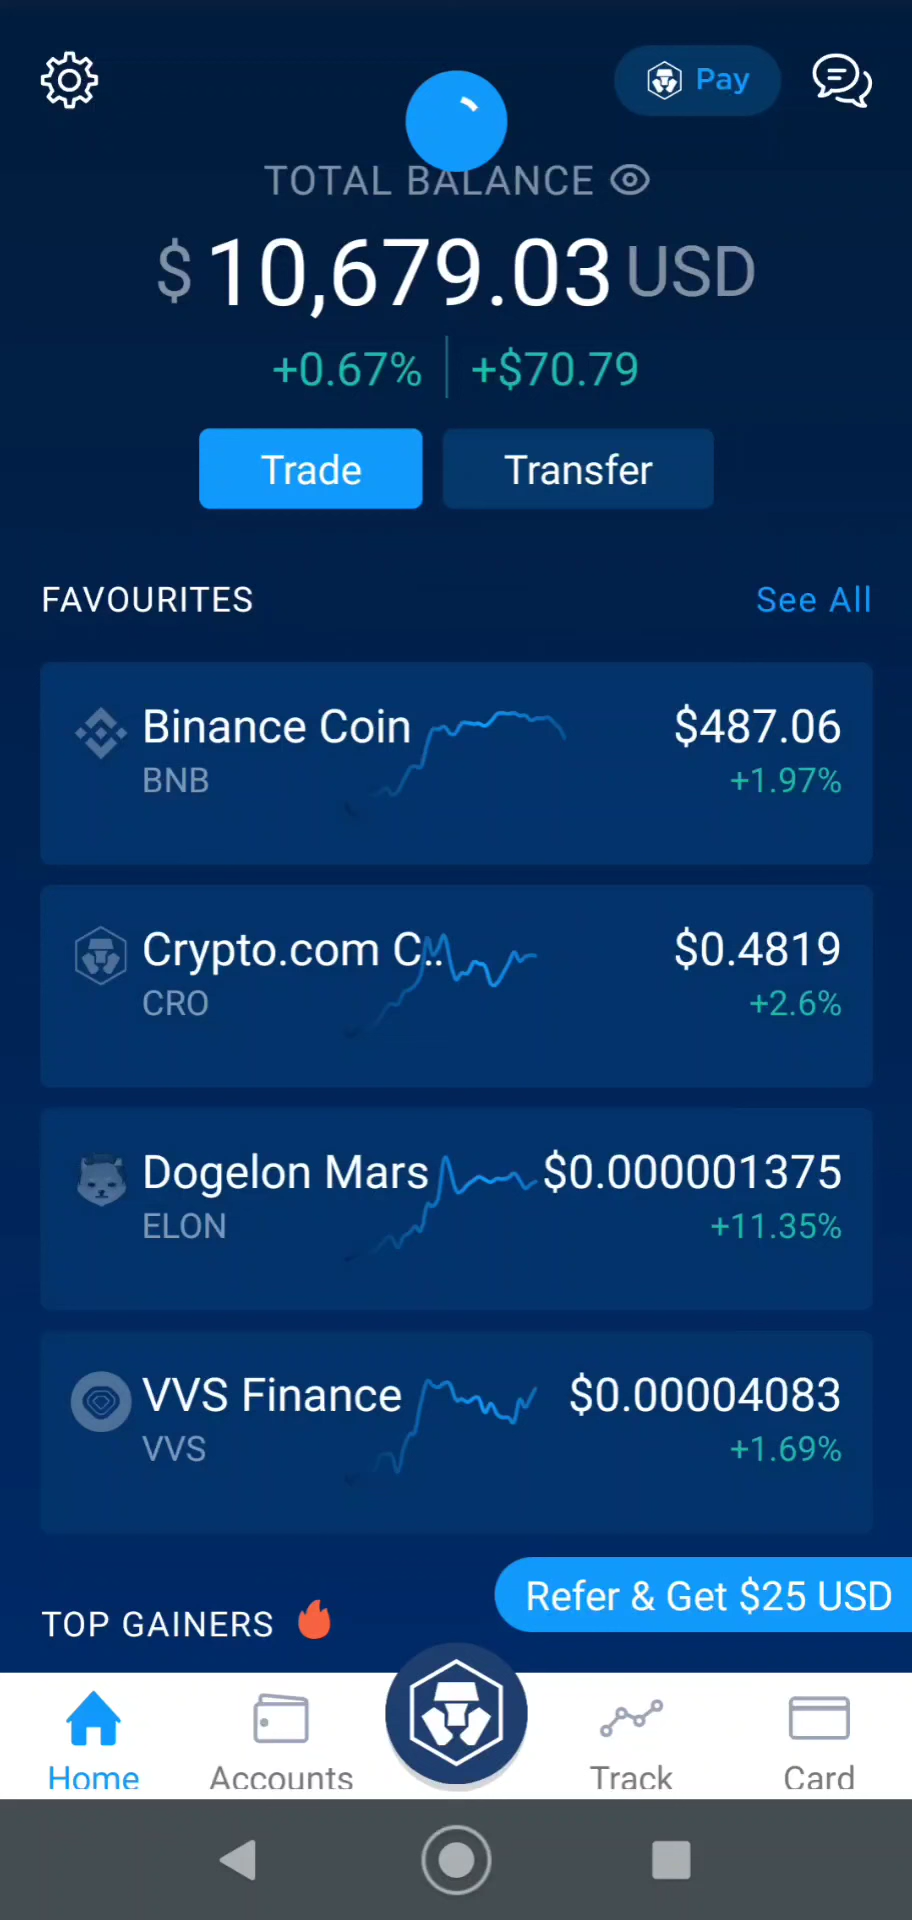 Pay
TOTAL BALANCE
$ 10,679.03 USD
+0.67% +$70.79
Trade Transfer
FAVOURITES See All
Binance Coin $487.06
BNB +1.97%
Crypto.com C.. $0.4819
CRO +2.6%
Dogelon Mars $0.000001375
ELON +11.35%
VVS Finance $0.00004083
VVS +1.69%
Refer & Get $25 USD
TOP GAINERS
Home Accounts Track Card